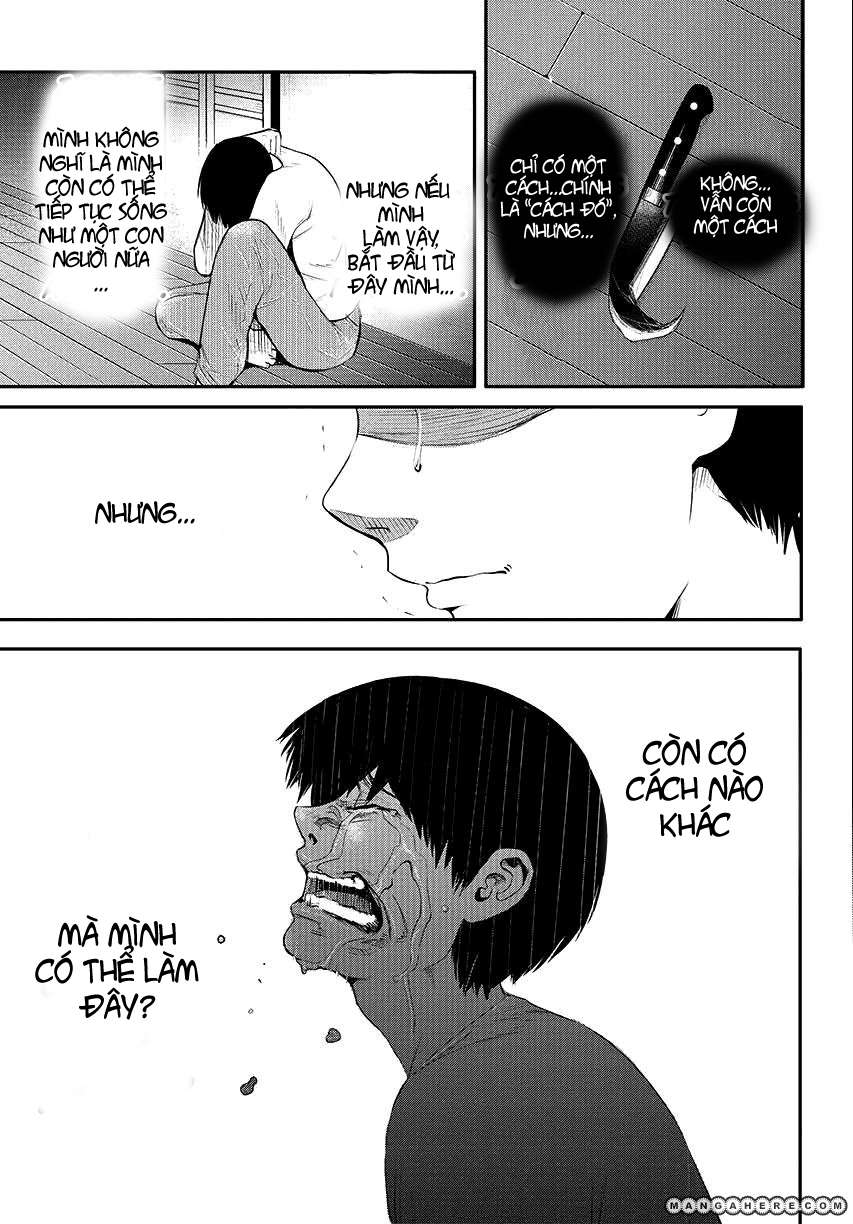 KHÔNG...
VẪN CÒN
MỘT CÁCH
CHỈ CÓ MỘT
CÁCH...CHÍNH
LÀ "CÁCH ĐÓ",
NHƯNG...
NHƯNG NẾU
MÌNH
LÀM VẬY,
BẮT ĐẦU TỪ
ĐÂY MÌNH...
MÌNH KHÔNG
NGHĨ LÀ MÌNH
CÒN CÓ THỂ
TIẾP TỤC SỐNG
NHƯ MỘT CON
NGƯỜI NỮA
...
NHƯNG...
CÒN CÓ
CÁCH NÀO
KHÁC
MÀ MÌNH
CÓ THỂ LÀM
ĐÂY?
MANGAHERE.COM